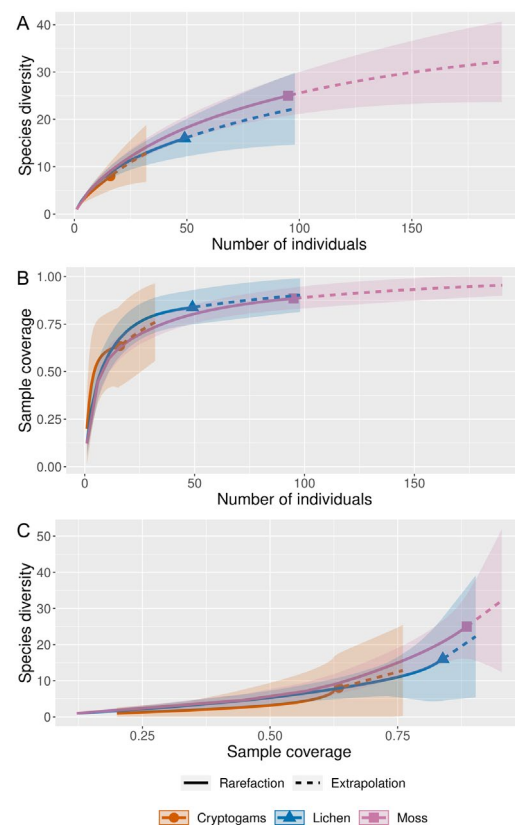 A
Species diversity
40
30
20
10
0
0 50 100 150
Number of individuals
B
Sample coverage
1.00
0.75
0.50
0.25
0.00
0 50 100 150
Number of individuals
C
Species diversity
50
40
30
20
10
0
0.25 0.50 0.75
Sample coverage
Rarefaction Extrapolation
Cryptogams Lichen Moss